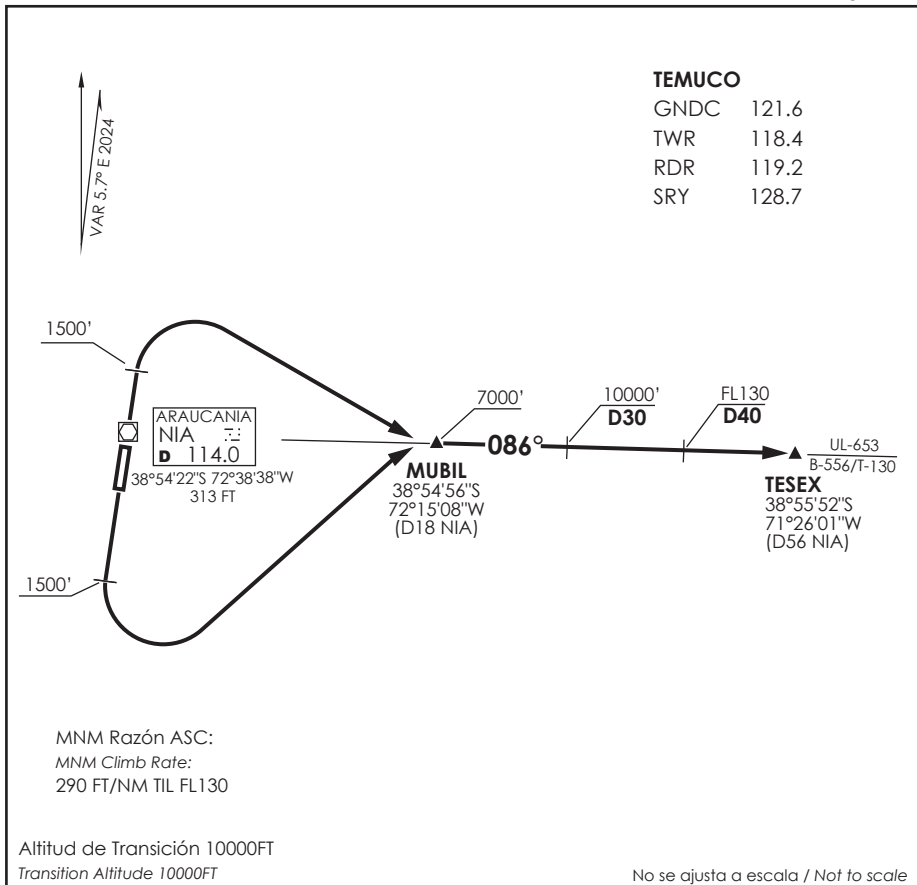 TEMUCO
GNDC 121.6
TWR 118.4
RDR 119.2
SRY 128.7
VAR 5.7º E 2024
1500'
ARAUCANIA
NIA
D 114.0
38°54'22"S 72°38'38"W
313 FT
7000'
MUBIL
38°54'56"S
72°15'08"W
(D18 NIA)
086°
10000'
D30
FL130
D40
UL-653
B-556/T-130
TESEX
38°55'52"S
71°26'01"W
(D56 NIA)
1500'
MNM Razón ASC:
MNM Climb Rate:
290 FT/NM TIL FL130
Altitud de Transición 10000FT
Transition Altitude 10000FT
No se ajusta a escala / Not to scale